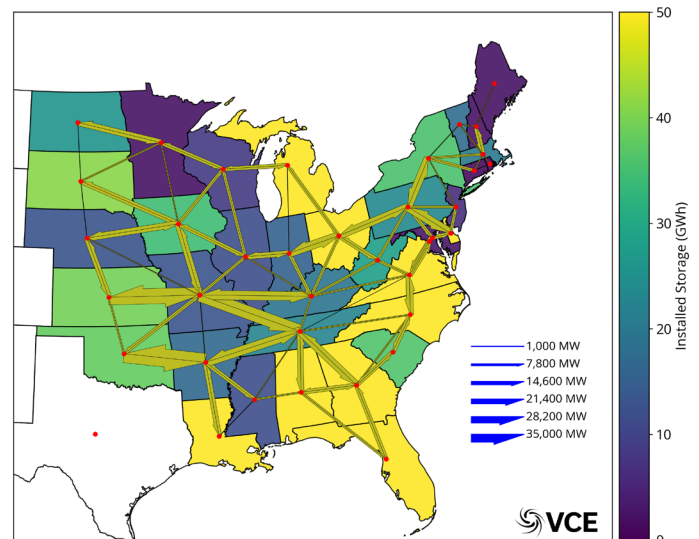 50
40
30
20
10
0
Installed Storage (GWh)
1,000 MW
7,800 MW
14,600 MW
21,400 MW
28,200 MW
35,000 MW
VCE